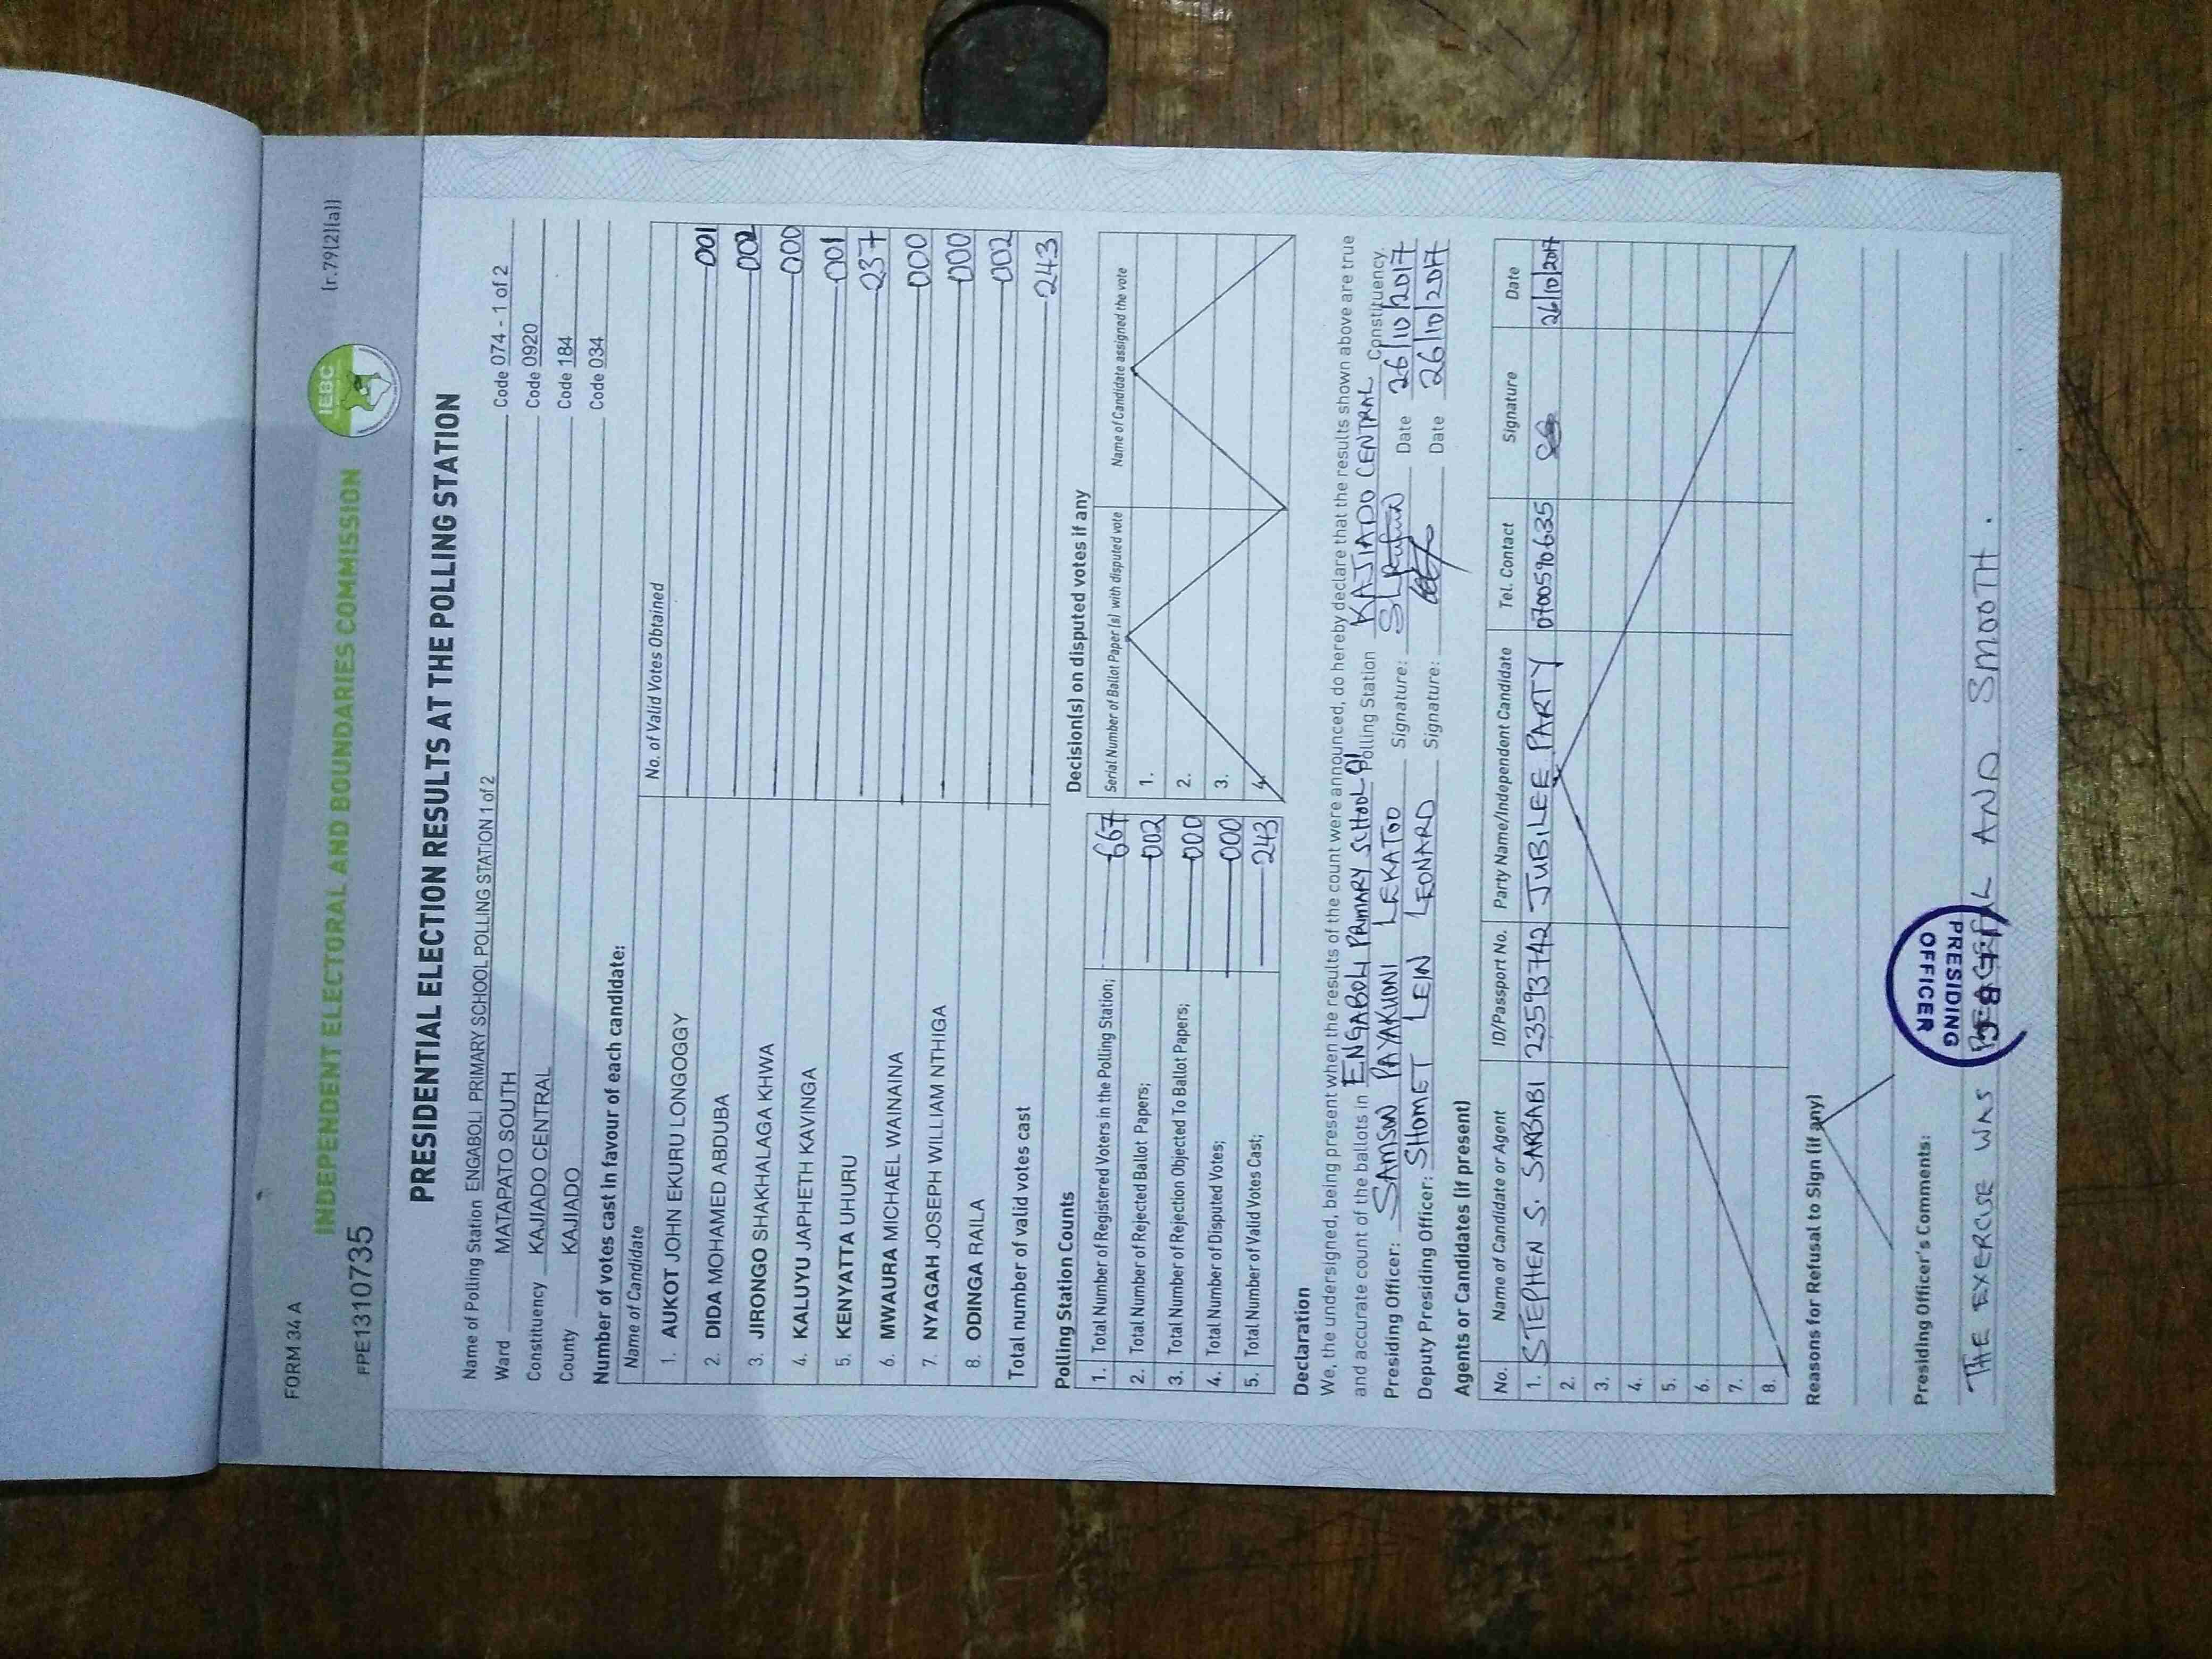 FORM 34 A
(r.79(2)(a))
FPE13110735
IEBC
INDEPENDENT ELECTORAL AND BOUNDARIES COMMISSION
PRESIDENTIAL ELECTION RESULTS AT THE POLLING STATION
Name of Polling Station ENGABOLI PRIMARY SCHOOL POLLING STATION 1 of 2 Code 074 - 1 of 2
Ward MATAPATO SOUTH Code 0920
Constituency KAJIADO CENTRAL Code 184
County KAJIADO Code 034
Number of votes cast in favour of each candidate:
Name of Candidate No. of Valid Votes Obtained
1. AUKOT JOHN EKURU LONGOGGY 001
2. DIDA MOHAMED ABDUBA 002
3. JIRONGO SHAKHALAGA KHWA 000
4. KALUYU JAPHETH KAVINGA 001
5. KENYATTA UHURU 237
6. MWAURA MICHAEL WAINAINA 000
7. NYAGAH JOSEPH WILLIAM NTHIGA 000
8. ODINGA RAILA 002
Total number of valid votes cast 243
Polling Station Counts
1. Total Number of Registered Voters in the Polling Station; 667
2. Total Number of Rejected Ballot Papers; 002
3. Total Number of Rejection Objected To Ballot Papers; 000
4. Total Number of Disputed Votes; 000
5. Total Number of Valid Votes Cast; 243
Decision(s) on disputed votes if any
Serial Number of Ballot Paper (s) with disputed vote Name of Candidate assigned the vote
1.
2.
3.
4.
Declaration
We, the undersigned, being present when the results of the count were announced, do hereby declare that the results shown above are true
and accurate count of the ballots in ENGABOLI PRIMARY SCHOOL 01 Polling Station KAJIADO CENTRAL Constituency.
Presiding Officer: SAMSON PAYAKUONI LEKATOO Signature: Date 26/10/2017
Deputy Presiding Officer: SHOMET LEIN LEONARD Signature: Date 26/10/2017
Agents or Candidates (if present)
No. Name of Candidate or Agent ID/Passport No. Party Name/Independent Candidate Tel. Contact Signature Date
1. STEPHEN S. SARBABI 23593742 JUBILEE PARTY 0700590635 26/10/2017
2.
3.
4.
5.
6.
7.
8.
Reasons for Refusal to Sign (if any)
Presiding Officer's Comments:
THE EXERCISE WAS PEACEFUL AND SMOOTH.
PRESIDING
OFFICER